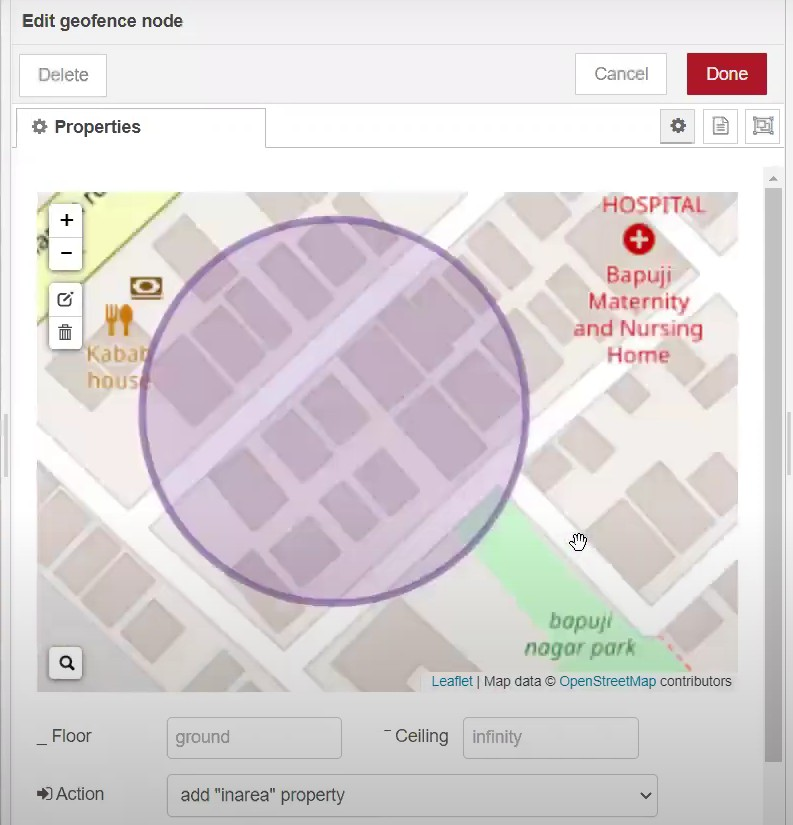 Edit geofence node
Delete
Cancel
Done
Properties
+
−
HOSPITAL
Bapuji
Maternity
and Nursing
Home
Kabab
house
bapuji
nagar park
Leaflet | Map data © OpenStreetMap contributors
_ Floor
ground
‾ Ceiling
infinity
Action
add "inarea" property